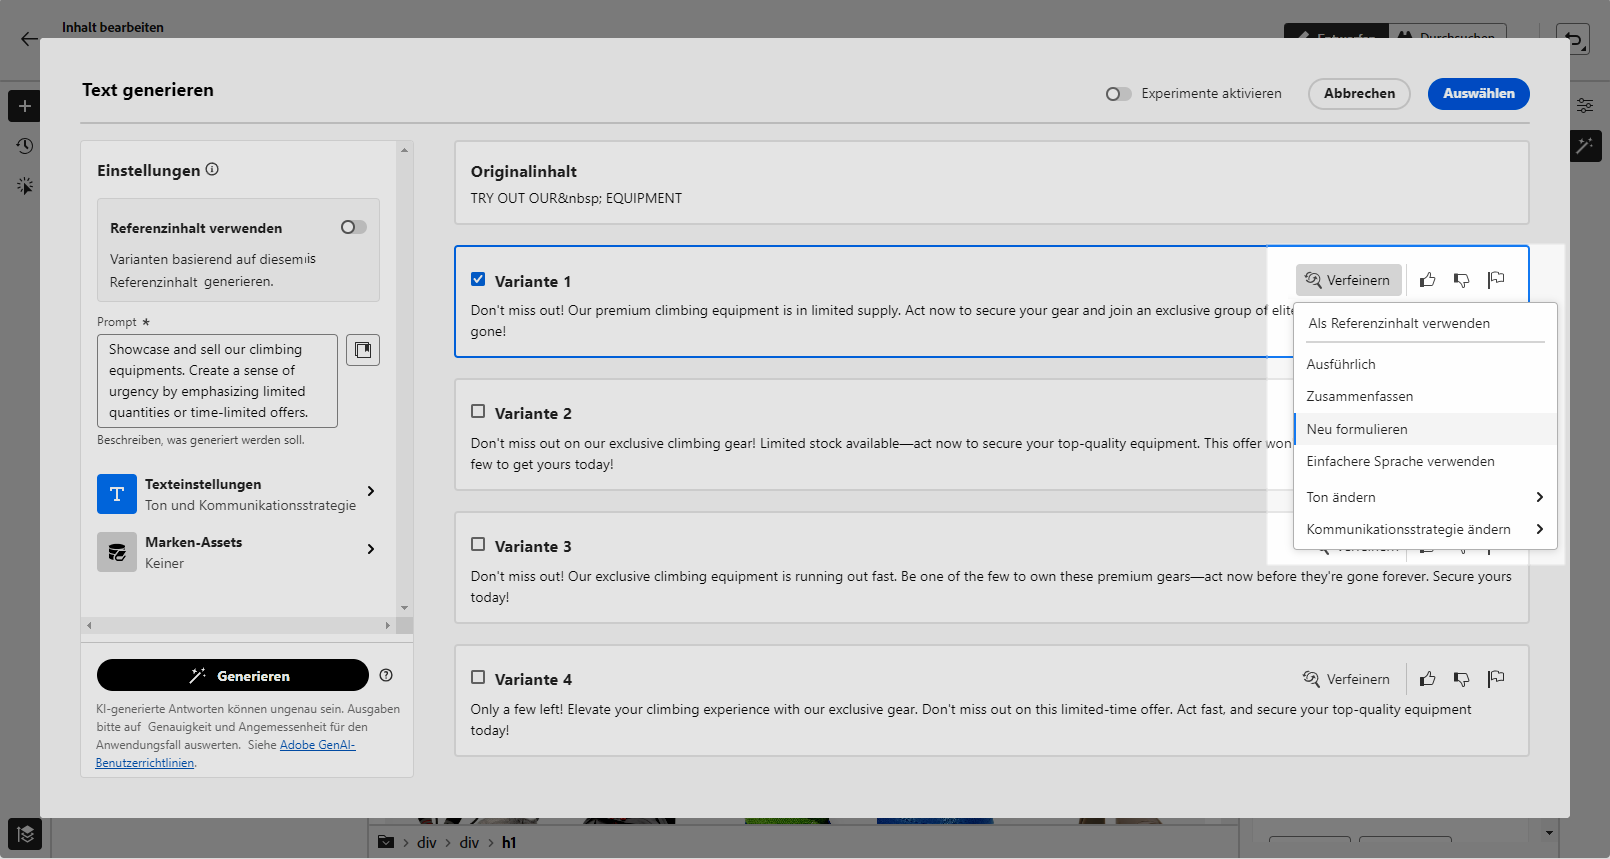 Inhalt bearbeiten
Entwerfen
Durchsuchen
Text generieren
Experimente aktivieren
Abbrechen
Auswählen
Einstellungen
Referenzinhalt verwenden
Varianten basierend auf diesem is
Referenzinhalt generieren.
Prompt *
Showcase and sell our climbing
equipments. Create a sense of
urgency by emphasizing limited
quantities or time-limited offers.
Beschreiben, was generiert werden soll.
T
Texteinstellungen
Ton und Kommunikationsstrategie
Marken-Assets
Keiner
Generieren
KI-generierte Antworten können ungenau sein. Ausgaben
bitte auf Genauigkeit und Angemessenheit für den
Anwendungsfall auswerten. Siehe Adobe GenAI-
Benutzerrichtlinien.
Originalinhalt
TRY OUT OUR&nbsp; EQUIPMENT
Variante 1
Verfeinern
Don't miss out! Our premium climbing equipment is in limited supply. Act now to secure your gear and join an exclusive group of elite
gone!
Als Referenzinhalt verwenden
Ausführlich
Zusammenfassen
Neu formulieren
Einfachere Sprache verwenden
Ton ändern
Kommunikationsstrategie ändern
Variante 2
Don't miss out on our exclusive climbing gear! Limited stock available—act now to secure your top-quality equipment. This offer won
few to get yours today!
Variante 3
Verfeinern
Don't miss out! Our exclusive climbing equipment is running out fast. Be one of the few to own these premium gears—act now before they're gone forever. Secure yours
today!
Variante 4
Verfeinern
Only a few left! Elevate your climbing experience with our exclusive gear. Don't miss out on this limited-time offer. Act fast, and secure your top-quality equipment
today!
div
div
h1